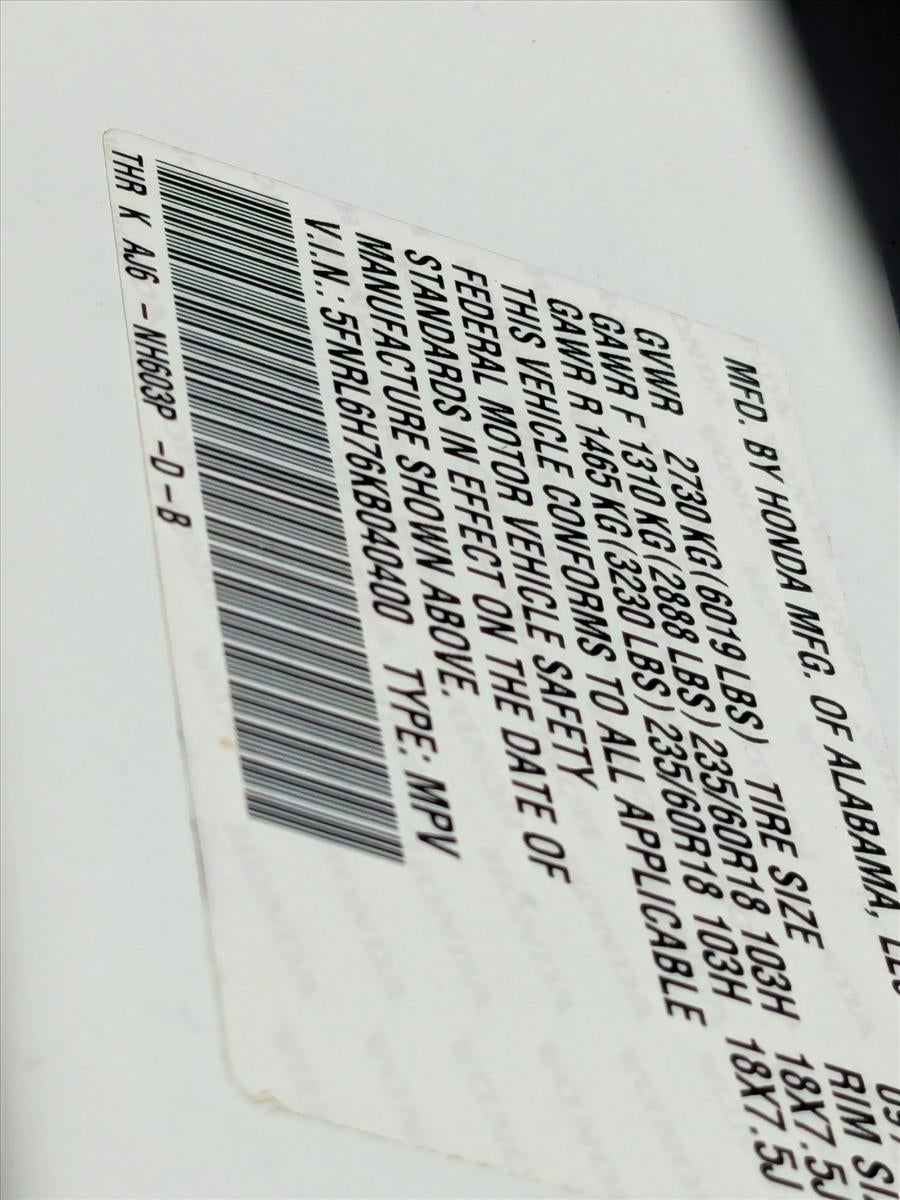 MFD. BY HONDA MFG. OF ALABAMA,
GVWR 2730 KG (6019 LBS) TIRE SIZE RIM
GAWR F 1310 KG (2888 LBS) 235/60R18 103H 18X7.5J
GAWR R 1465 KG (3230 LBS) 235/60R18 103H 18X7.5J
THIS VEHICLE CONFORMS TO ALL APPLICABLE
FEDERAL MOTOR VEHICLE SAFETY
STANDARDS IN EFFECT ON THE DATE OF
MANUFACTURE SHOWN ABOVE.
V.I.N.: 5FNRL6H76KB040400 TYPE: MPV
THR K AJ6 - NH603P - D - B